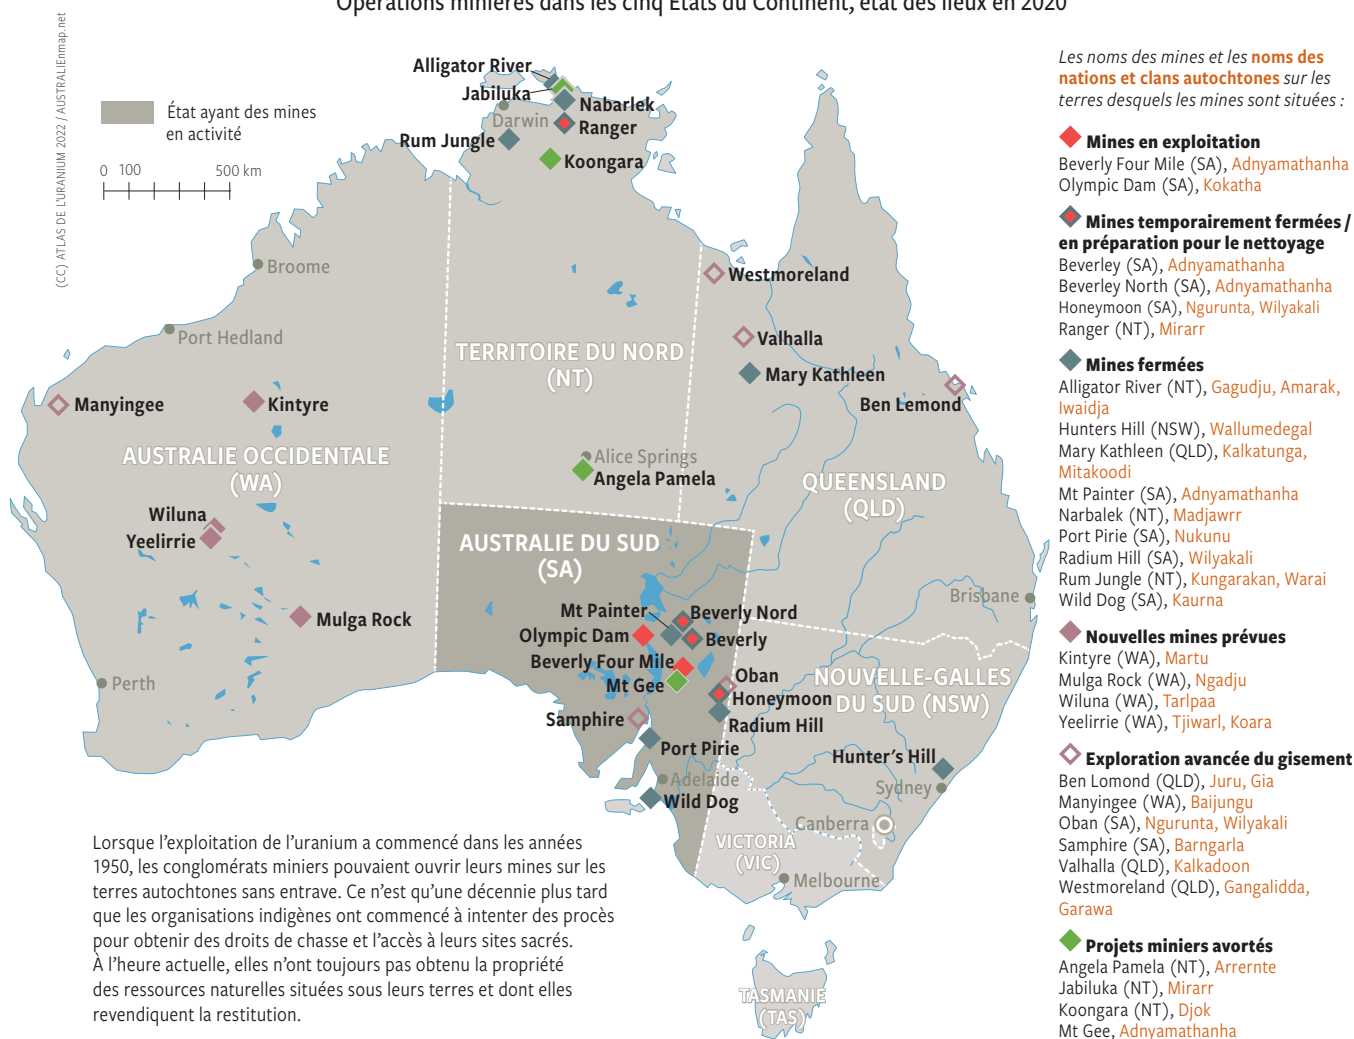 Opérations minières dans les cinq États du Continent, état des lieux en 2020
(CC) ATLAS DE L'URANIUM 2022 / AUSTRALIEnmap.net
État ayant des mines
en activité
0 100 500 km
Alligator River
Jabiluka
Nabarlek
Darwin
Ranger
Rum Jungle
Koongara
Broome
Westmoreland
Port Hedland
Valhalla
TERRITOIRE DU NORD
(NT)
Mary Kathleen
Manyingee
Kintyre
Ben Lemond
AUSTRALIE OCCIDENTALE
(WA)
Alice Springs
Angela Pamela
QUEENSLAND
(QLD)
Wiluna
Yeelirrie
AUSTRALIE DU SUD
(SA)
Brisbane
Mt Painter
Beverly Nord
Mulga Rock
Olympic Dam
Beverly
Beverly Four Mile
Perth
Mt Gee
Oban
NOUVELLE-GALLES
DU SUD (NSW)
Honeymoon
Samphire
Radium Hill
Port Pirie
Hunter's Hill
Adelaide
Sydney
Wild Dog
Canberra
VICTORIA
(VIC)
Melbourne
TASMANIE
(TAS)
Lorsque l'exploitation de l'uranium a commencé dans les années
1950, les conglomérats miniers pouvaient ouvrir leurs mines sur les
terres autochtones sans entrave. Ce n'est qu'une décennie plus tard
que les organisations indigènes ont commencé à intenter des procès
pour obtenir des droits de chasse et l'accès à leurs sites sacrés.
À l'heure actuelle, elles n'ont toujours pas obtenu la propriété
des ressources naturelles situées sous leurs terres et dont elles
revendiquent la restitution.
Les noms des mines et les noms des
nations et clans autochtones sur les
terres desquels les mines sont situées :
Mines en exploitation
Beverly Four Mile (SA), Adnyamathanha
Olympic Dam (SA), Kokatha
Mines temporairement fermées /
en préparation pour le nettoyage
Beverley (SA), Adnyamathanha
Beverley North (SA), Adnyamathanha
Honeymoon (SA), Ngurunta, Wilyakali
Ranger (NT), Mirarr
Mines fermées
Alligator River (NT), Gagudju, Amarak,
Iwaidja
Hunters Hill (NSW), Wallumedegal
Mary Kathleen (QLD), Kalkatunga,
Mitakoodi
Mt Painter (SA), Adnyamathanha
Narbalek (NT), Madjawrr
Port Pirie (SA), Nukunu
Radium Hill (SA), Wilyakali
Rum Jungle (NT), Kungarakan, Warai
Wild Dog (SA), Kaurna
Nouvelles mines prévues
Kintyre (WA), Martu
Mulga Rock (WA), Ngadju
Wiluna (WA), Tarlpaa
Yeelirrie (WA), Tjiwarl, Koara
Exploration avancée du gisement
Ben Lomond (QLD), Juru, Gia
Manyingee (WA), Baijungu
Oban (SA), Ngurunta, Wilyakali
Samphire (SA), Barngarla
Valhalla (QLD), Kalkadoon
Westmoreland (QLD), Gangalidda,
Garawa
Projets miniers avortés
Angela Pamela (NT), Arrernte
Jabiluka (NT), Mirarr
Koongara (NT), Djok
Mt Gee, Adnyamathanha